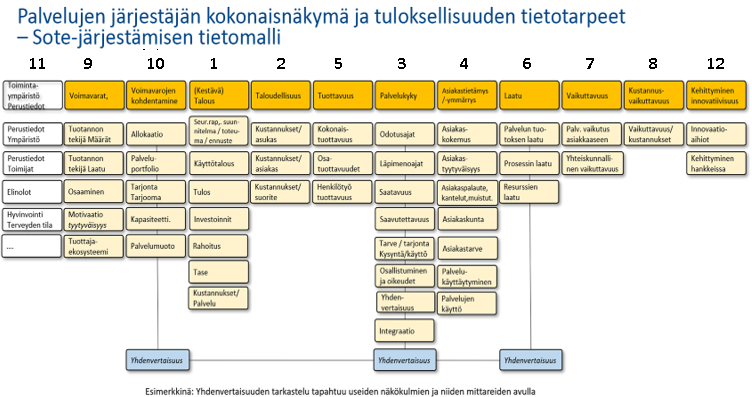 Palvelujen järjestäjän kokonaisnäkymä ja tuloksellisuuden tietotarpeet
– Sote-järjestämisen tietomalli
11 9 10 1 2 5 3 4 6 7 8 12
Toiminta-
ympäristö
Perustiedot
Perustiedot
Ympäristö
Perustiedot
Toimijat
Elinolot
Hyvinvointi
Terveyden tila
....
Voimavarat,
Tuotannon
tekijä Määrät
Tuotannon
tekijä Laatu
Osaaminen
Motivaatio
tyytyväisyys
Tuottaja-
ekosysteemi
Voimavarojen
kohdentamine
Allokaatio
Palvelu-
portfolio
Tarjonta
Tarjooma
Kapasiteetti.
Palvelumuoto
(Kestävä)
Talous
Seur.rap,. suun-
nitelma / toteu-
ma / ennuste
Käyttötalous
Tulos
Investoinnit
Rahoitus
Tase
Kustannukset/
Palvelu
Taloudellisuus
Kustannukset/
asukas
Kustannukset/
asiakas
Kustannukset/
suorite
Tuottavuus
Kokonais-
tuottavuus
Osa-
tuottavuudet
Henkilötyö
tuottavuus
Palvelukyky
Odotusajat
Läpimenoajat
Saatavuus
Saavutettavuus
Tarve / tarjonta
Kysyntä/käyttö
Osallistuminen
ja oikeudet
Yhden-
vertaisuus
Integraatio
Asiakastietämys
/-ymmärrys
Asiakas-
kokemus
Asiakas-
tyytyväisyys
Asiakaspalaute,
kantelut,muistut.
Asiakaskunta
Asiakastarve
Palvelu-
käyttäytyminen
Palvelujen
käyttö
Laatu
Palvelun tuo-
toksen laatu
Prosessin laatu
Resurssien
laatu
Vaikuttavuus
Palv. vaikutus
asiakkaaseen
Yhteiskunnalli-
nen vaikuttavuus
Kustannus-
vaikuttavuus
Vaikuttavuus/
kustannukset
Kehittyminen
innovatiivisuus
Innovaatio-
aihiot
Kehittyminen
hankkeissa
Yhdenvertaisuus
Yhdenvertaisuus
Yhdenvertaisuus
Esimerkkinä: Yhdenvertaisuuden tarkastelu tapahtuu useiden näkökulmien ja niiden mittareiden avulla